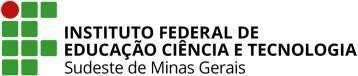 INSTITUTO FEDERAL DE
EDUCAÇÃO CIÊNCIA E TECNOLOGIA
Sudeste de Minas Gerais